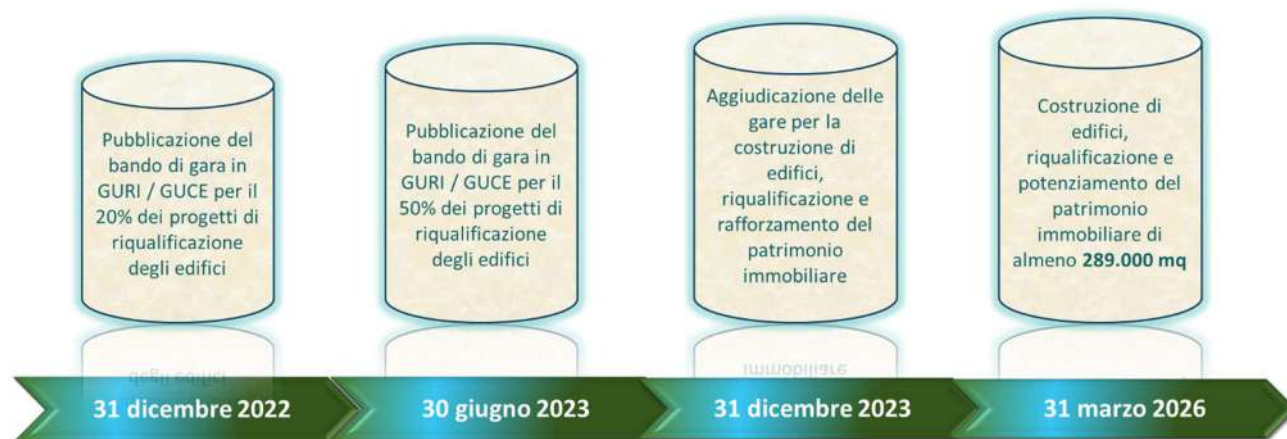 Pubblicazione del
bando di gara in
GURI / GUCE per il
20% dei progetti di
riqualificazione
degli edifici
Pubblicazione del
bando di gara in
GURI / GUCE per il
50% dei progetti di
riqualificazione
degli edifici
Aggiudicazione delle
gare per la
costruzione di
edifici,
riqualificazione e
rafforzamento del
patrimonio
immobiliare
Costruzione di
edifici,
riqualificazione e
potenziamento del
patrimonio
immobiliare di
almeno 289.000 mq
31 dicembre 2022
30 giugno 2023
31 dicembre 2023
31 marzo 2026